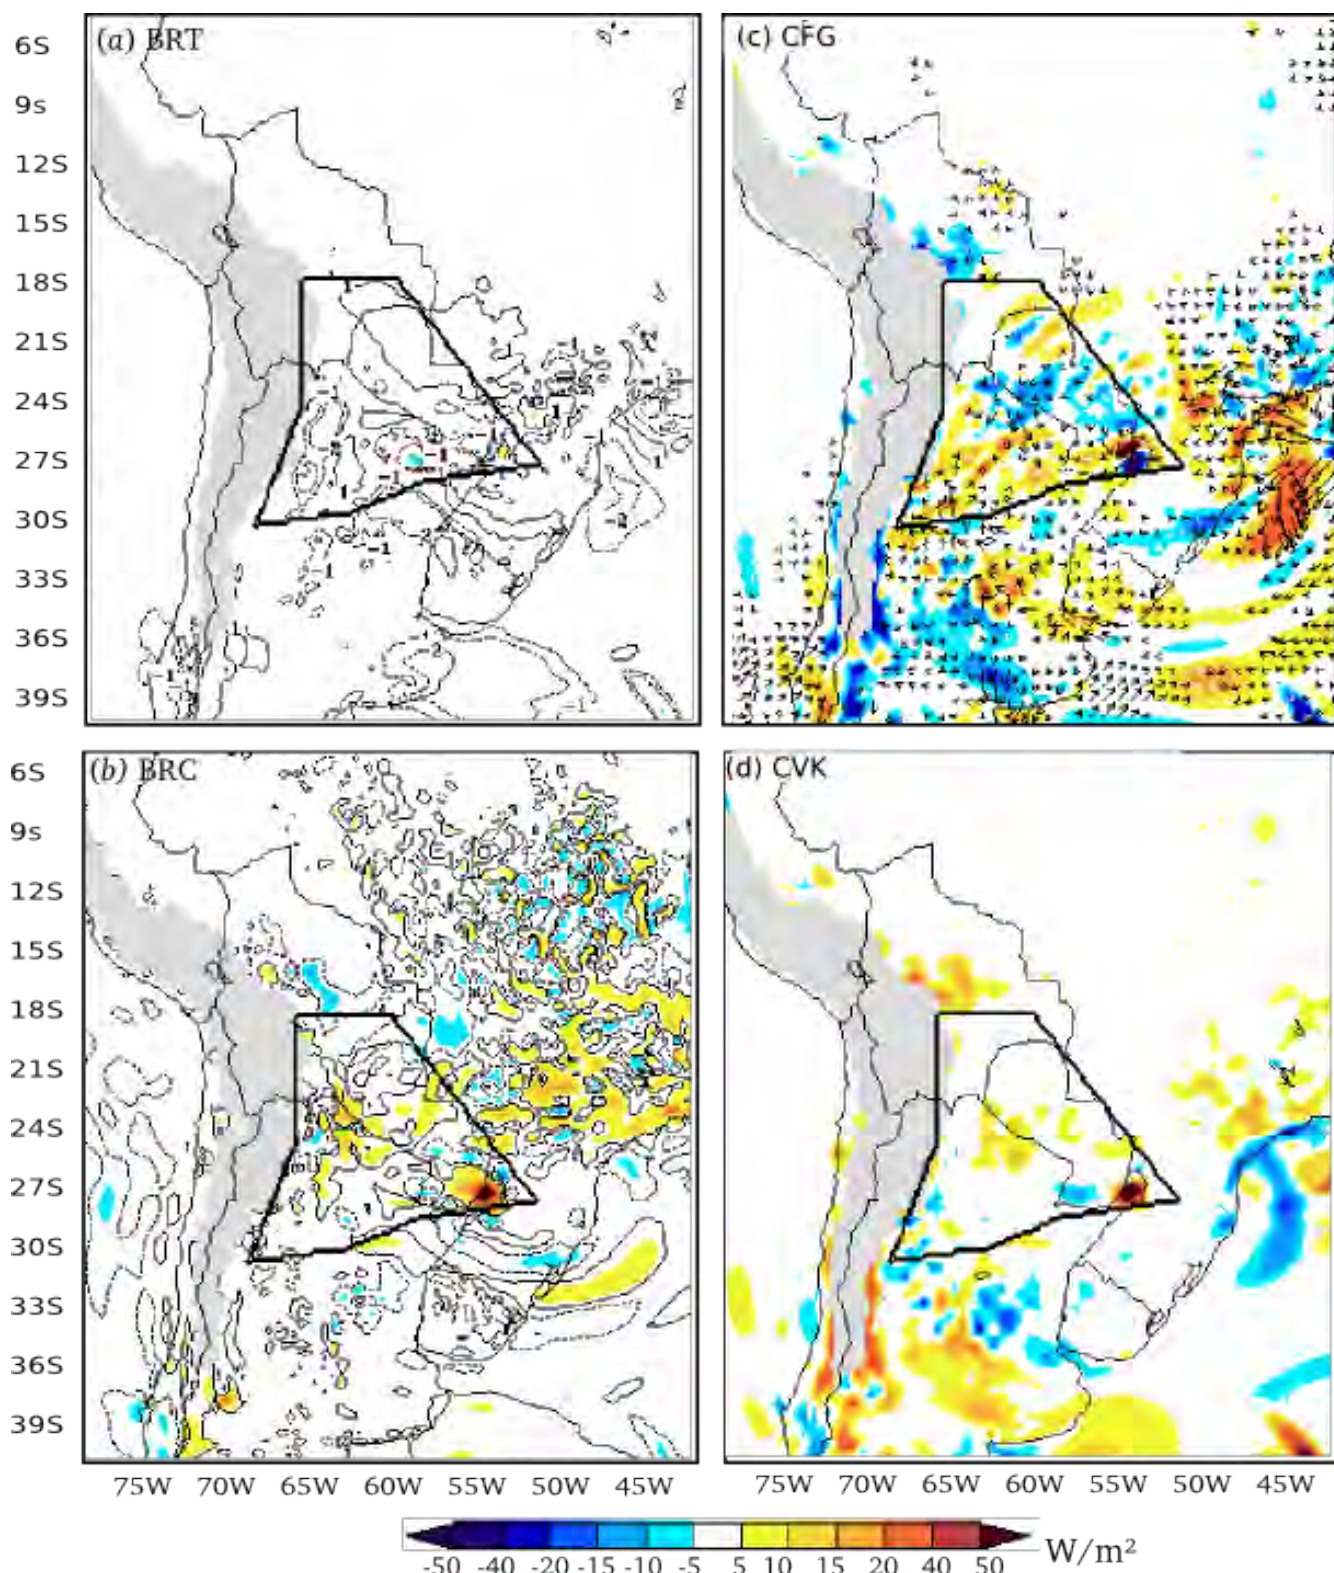 (a) BRT
(c) CFG
6S
9s
12S
15S
18S
21S
24S
27S
30S
33S
36S
39S
(b) BRC
(d) CVK
6S
9s
12S
15S
18S
21S
24S
27S
30S
33S
36S
39S
75W 70W 65W 60W 55W 50W 45W
75W 70W 65W 60W 55W 50W 45W
-50 -40 -20 -15 -10 -5 5 10 15 20 40 50 W/m²